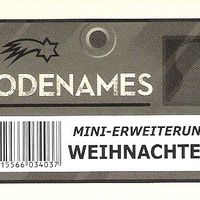 ODENAMES
MINI-ERWEITERUN
WEIHNACHTE
15566 034037